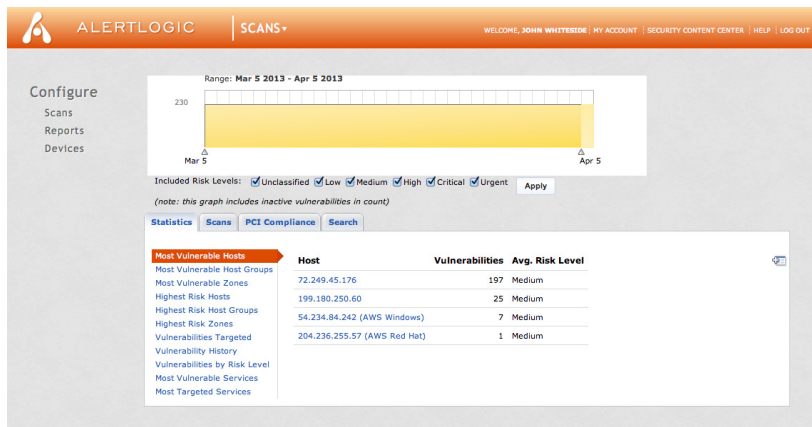 ALERTLOGIC
SCANS▾
WELCOME, JOHN WHITESIDE | MY ACCOUNT | SECURITY CONTENT CENTER | HELP | LOG OUT
Configure
Scans
Reports
Devices
Range: Mar 5 2013 - Apr 5 2013
230
Mar 5
Apr 5
Included Risk Levels: Unclassified Low Medium High Critical Urgent Apply
(note: this graph includes inactive vulnerabilities in count)
Statistics Scans PCI Compliance Search
Most Vulnerable Hosts
Most Vulnerable Host Groups
Most Vulnerable Zones
Highest Risk Hosts
Highest Risk Host Groups
Highest Risk Zones
Vulnerabilities Targeted
Vulnerability History
Vulnerabilities by Risk Level
Most Vulnerable Services
Most Targeted Services
Host Vulnerabilities Avg. Risk Level
72.249.45.176 197 Medium
199.180.250.60 25 Medium
54.234.84.242 (AWS Windows) 7 Medium
204.236.255.57 (AWS Red Hat) 1 Medium